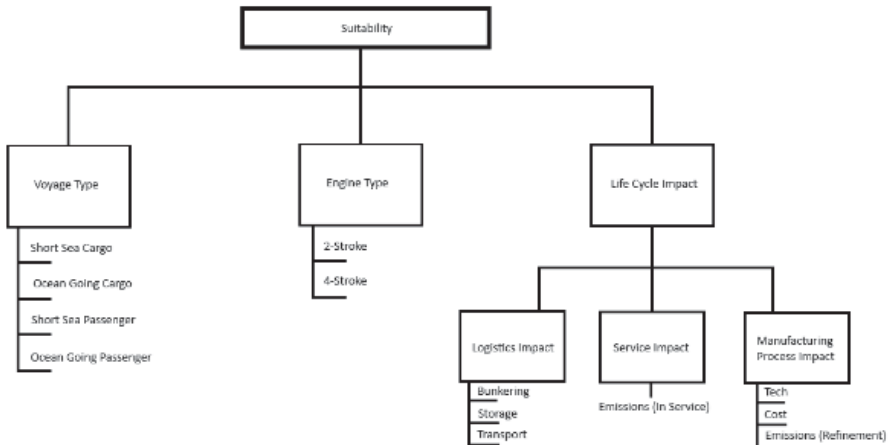 Suitability
Voyage Type
Engine Type
Life Cycle Impact
Short Sea Cargo
Ocean Going Cargo
Short Sea Passenger
Ocean Going Passenger
2-Stroke
4-Stroke
Logistics Impact
Service Impact
Manufacturing
Process Impact
Bunkering
Storage
Transport
Emissions (In Service)
Tech
Cost
Emissions (Refinement)